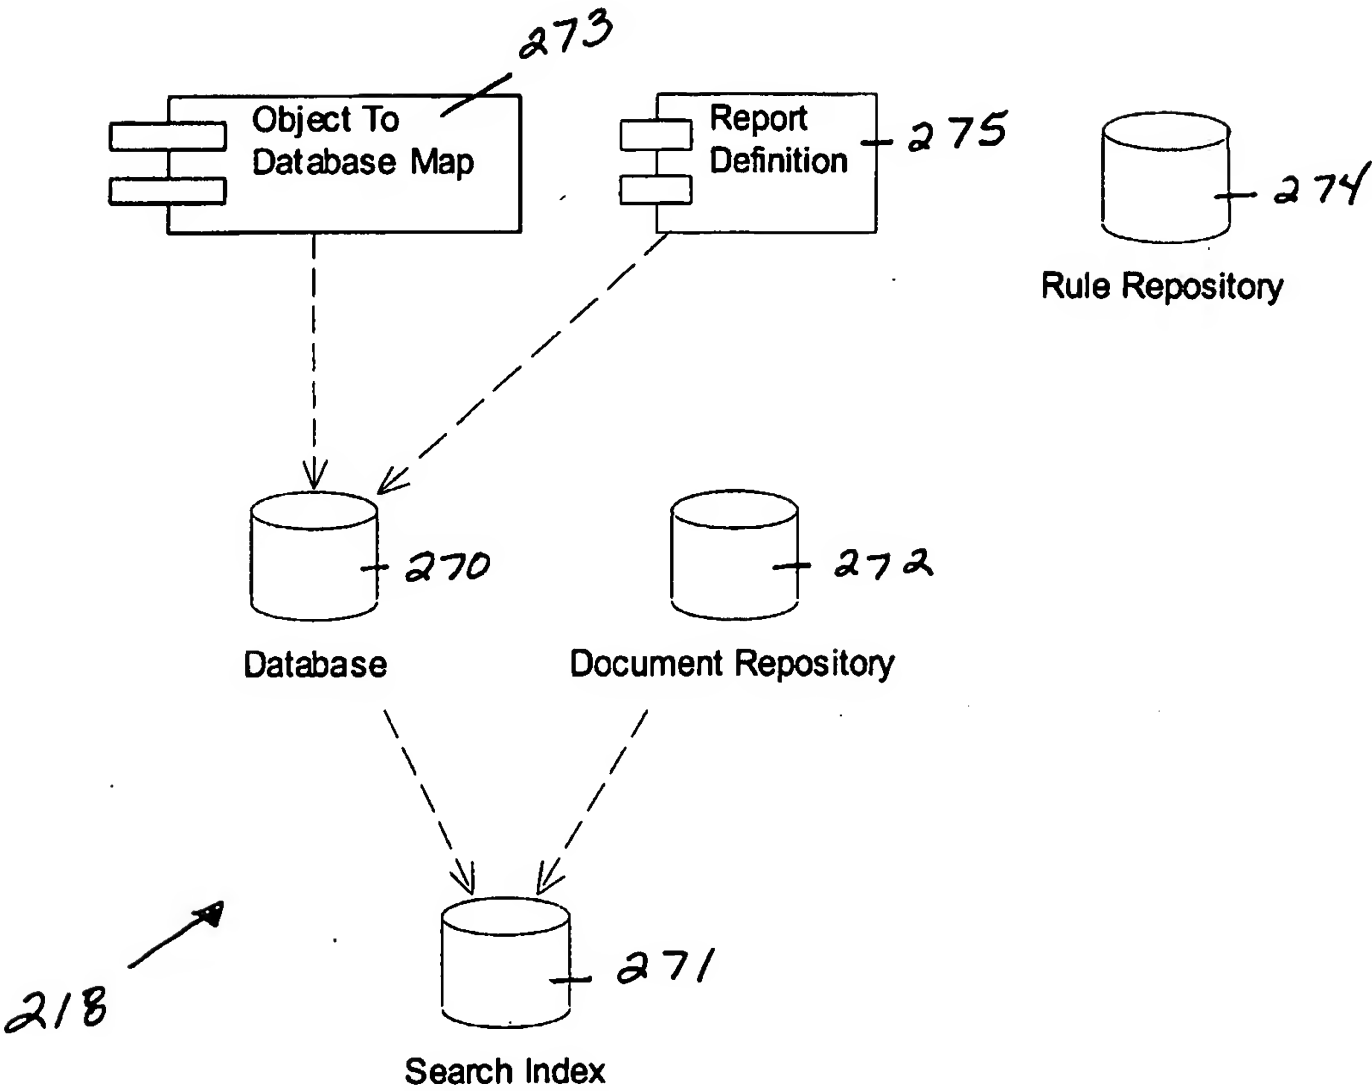 273
Object To
Database Map
Report
Definition
275
274
Rule Repository
270
272
Database
Document Repository
271
218
Search Index